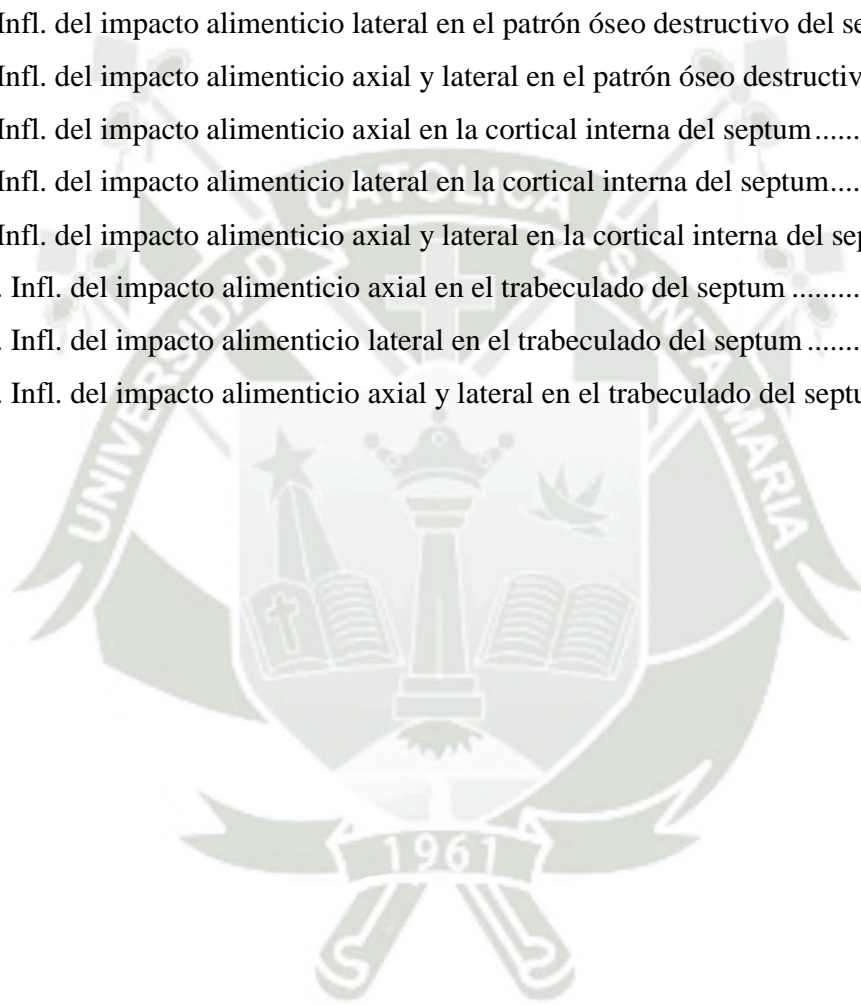 Infl. del impacto alimenticio lateral en el patrón óseo destructivo del se
Infl. del impacto alimenticio axial y lateral en el patrón óseo destructiv
Infl. del impacto alimenticio axial en la cortical interna del septum......
Infl. del impacto alimenticio lateral en la cortical interna del septum....
Infl. del impacto alimenticio axial y lateral en la cortical interna del sep
. Infl. del impacto alimenticio axial en el trabeculado del septum .........
. Infl. del impacto alimenticio lateral en el trabeculado del septum .......
. Infl. del impacto alimenticio axial y lateral en el trabeculado del septu
UNIVERSIDAD CATOLICA SANTA MARIA
1961